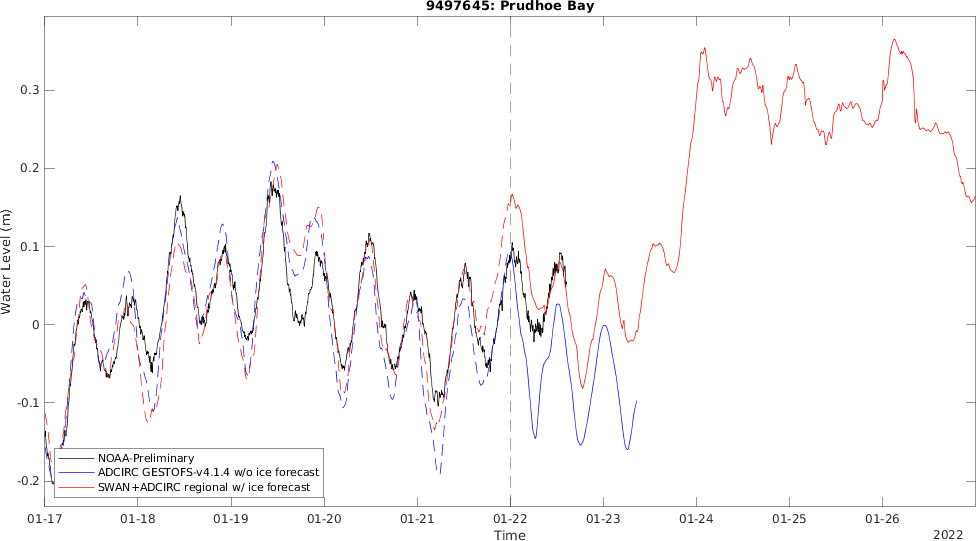 9497645: Prudhoe Bay
Water Level (m)
0.3
0.2
0.1
0
-0.1
-0.2
NOAA-Preliminary
ADCIRC GESTOFS-v4.1.4 w/o ice forecast
SWAN+ADCIRC regional w/ ice forecast
01-17 01-18 01-19 01-20 01-21 01-22 01-23 01-24 01-25 01-26
Time
2022